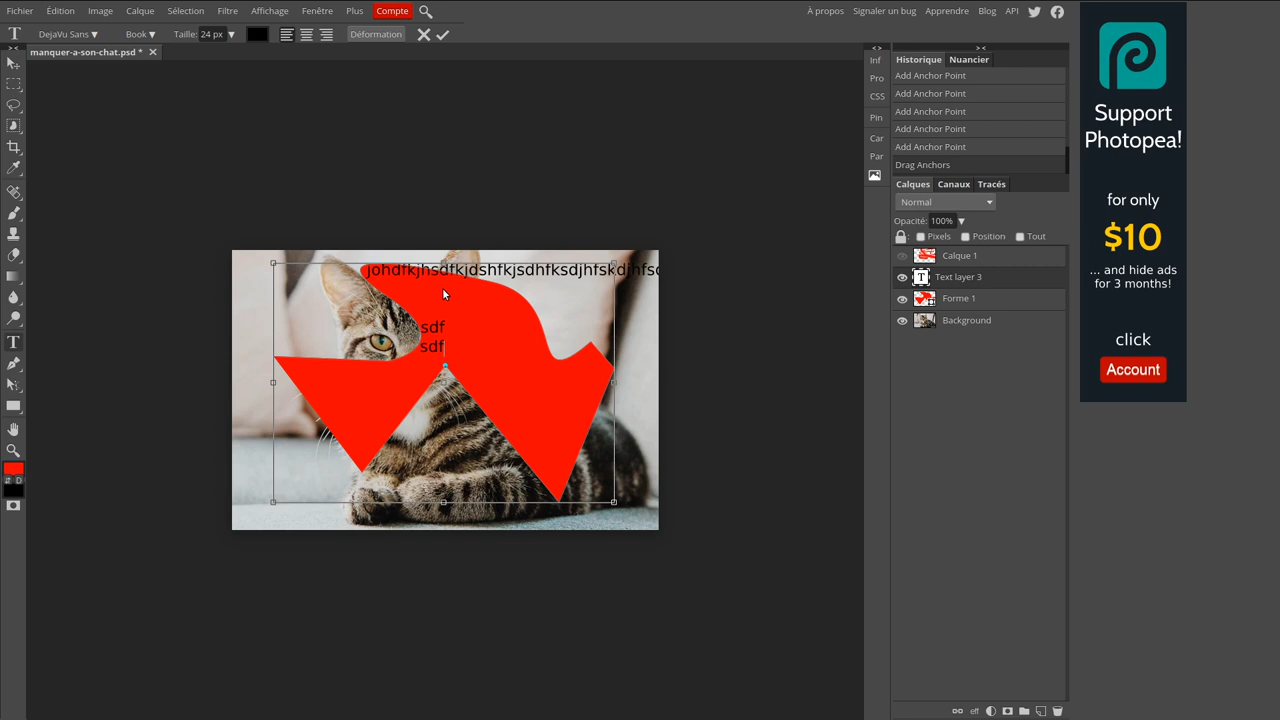 Fichier Édition Image Calque Sélection Filtre Affichage Fenêtre Plus Compte À propos Signaler un bug Apprendre Blog API
T DejaVu Sans Book Taille: 24 px Déformation
manquer-a-son-chat.psd *
Inf
Pro
CSS
Pin
Car
Par
Historique Nuancier
Add Anchor Point
Add Anchor Point
Add Anchor Point
Add Anchor Point
Add Anchor Point
Drag Anchors
Calques Canaux Tracés
Normal
Opacité: 100%
Pixels Position Tout
Calque 1
T Text layer 3
Forme 1
Background
eff
T
D
sdf
sdf
Support
Photopea!
for only
$10
... and hide ads
for 3 months!
click
Account